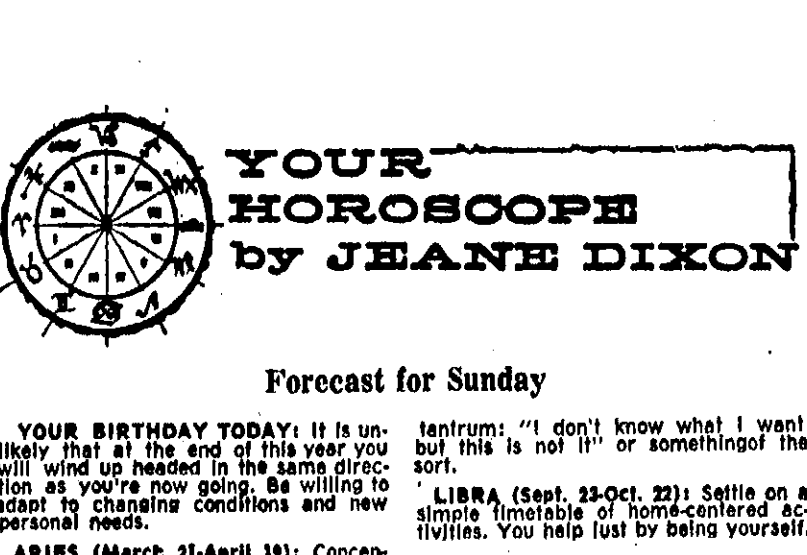 YOUR
HOROSCOPE
by JEANE DIXON
Forecast for Sunday
YOUR BIRTHDAY TODAY: It is un-
likely that at the end of this year you
will wind up headed in the same direc-
tion as you're now going. Be willing to
adapt to changing conditions and new
personal needs.
ARIES (March 21-April 19): Concen-
tantrum: "I don't know what I want
but this is not it" or somethingof the
sort.
LIBRA (Sept. 23-Oct. 22): Settle on a
simple timetable of home-centered ac-
tivities. You help just by being yourself.